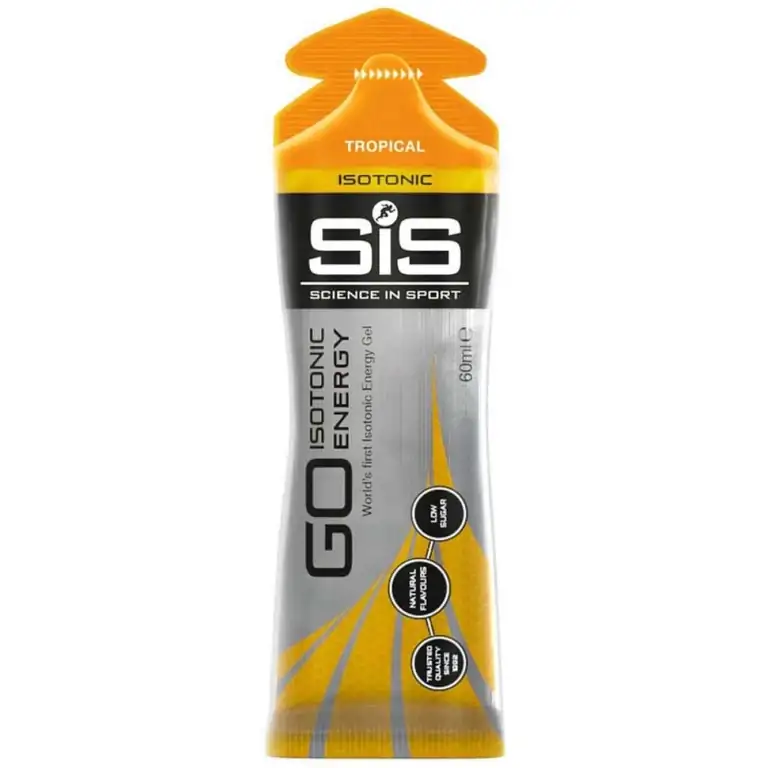 TROPICAL
ISOTONIC
SiS
SCIENCE IN SPORT
GO
ISOTONIC
ENERGY
World's first Isotonic Energy Gel
60ml ℮
LOW
SUGAR
NATURAL
FLAVOURS
TRUSTED
QUALITY
SINCE
1992